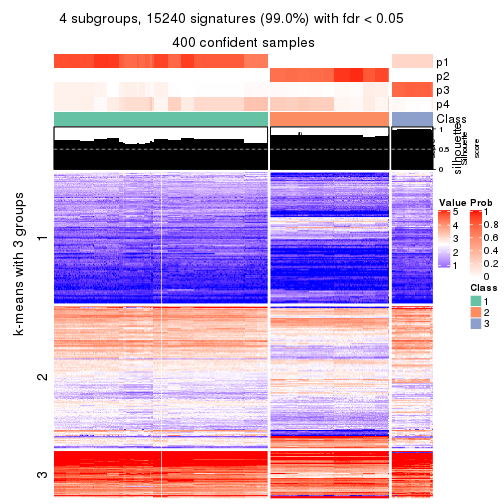 4 subgroups, 15240 signatures (99.0%) with fdr < 0.05
400 confident samples
p1
p2
p3
p4
Class
1
0.5
0
silhouette
Silhouette
score
k-means with 3 groups
1
2
3
Value
5
4
3
2
1
Prob
1
0.8
0.6
0.4
0.2
0
Class
1
2
3